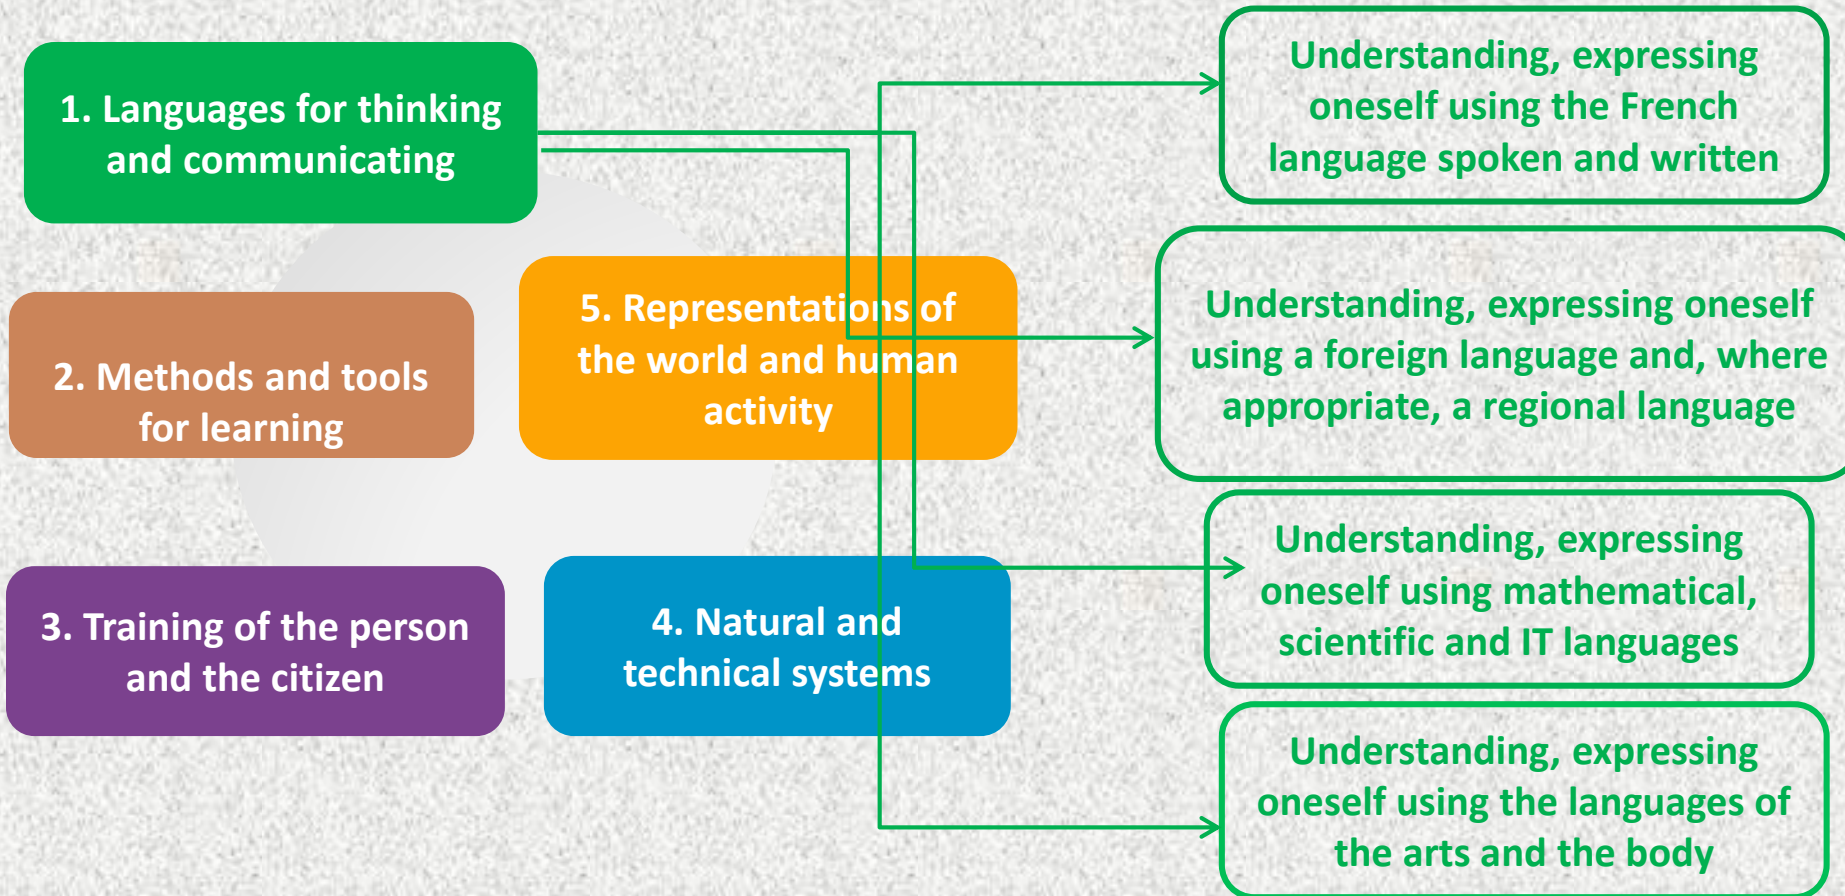 1. Languages for thinking
and communicating
2. Methods and tools
for learning
3. Training of the person
and the citizen
5. Representations of
the world and human
activity
4. Natural and
technical systems
Understanding, expressing
oneself using the French
language spoken and written
Understanding, expressing oneself
using a foreign language and, where
appropriate, a regional language
Understanding, expressing
oneself using mathematical,
scientific and IT languages
Understanding, expressing
oneself using the languages of
the arts and the body